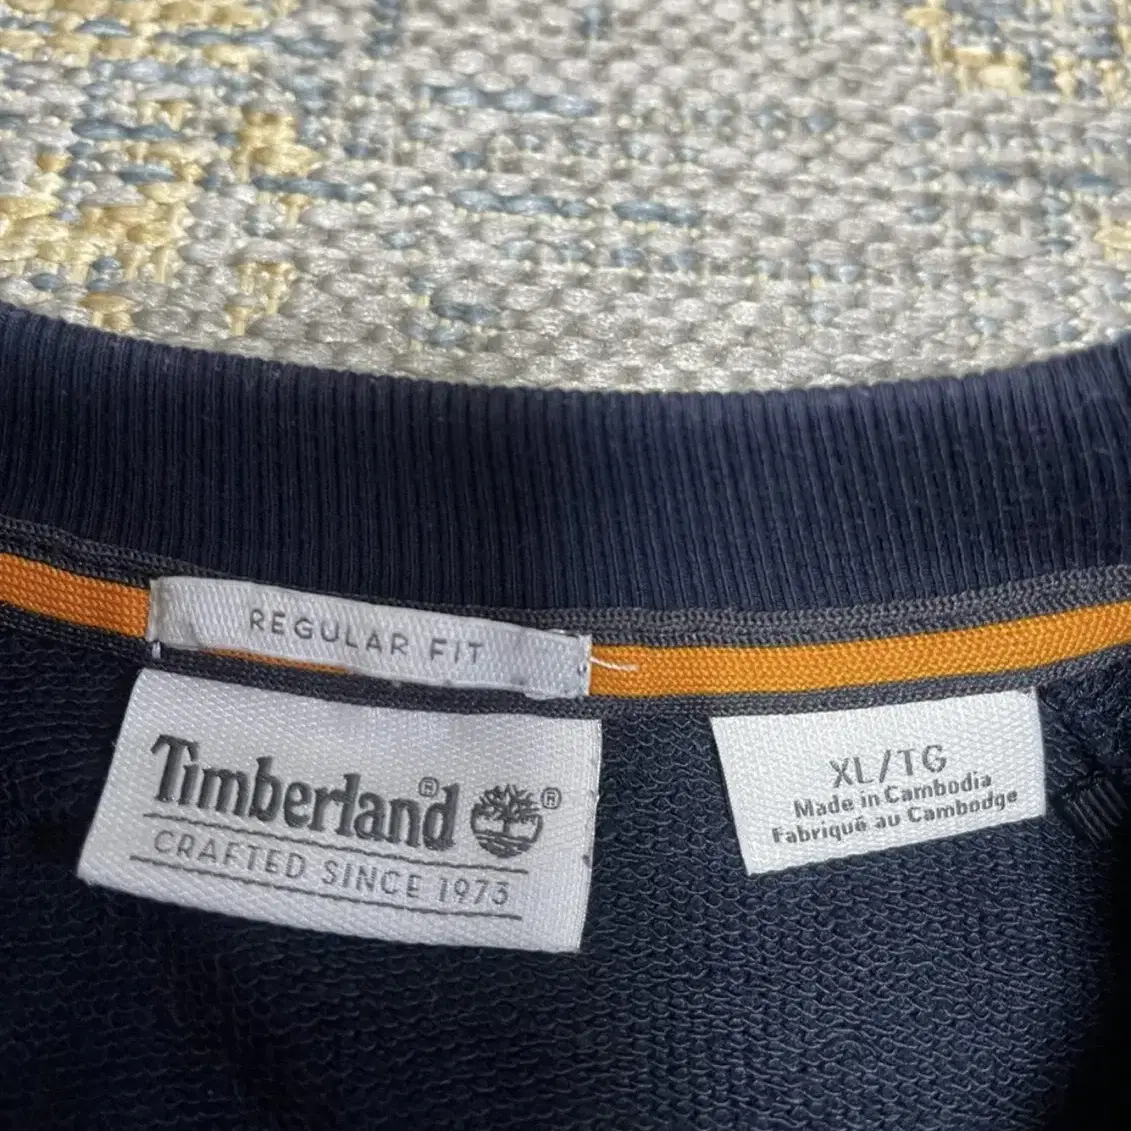 REGULAR FIT
Timberland® ®
CRAFTED SINCE 1973
XL/TG
Made in Cambodia
Fabriqué au Cambodge